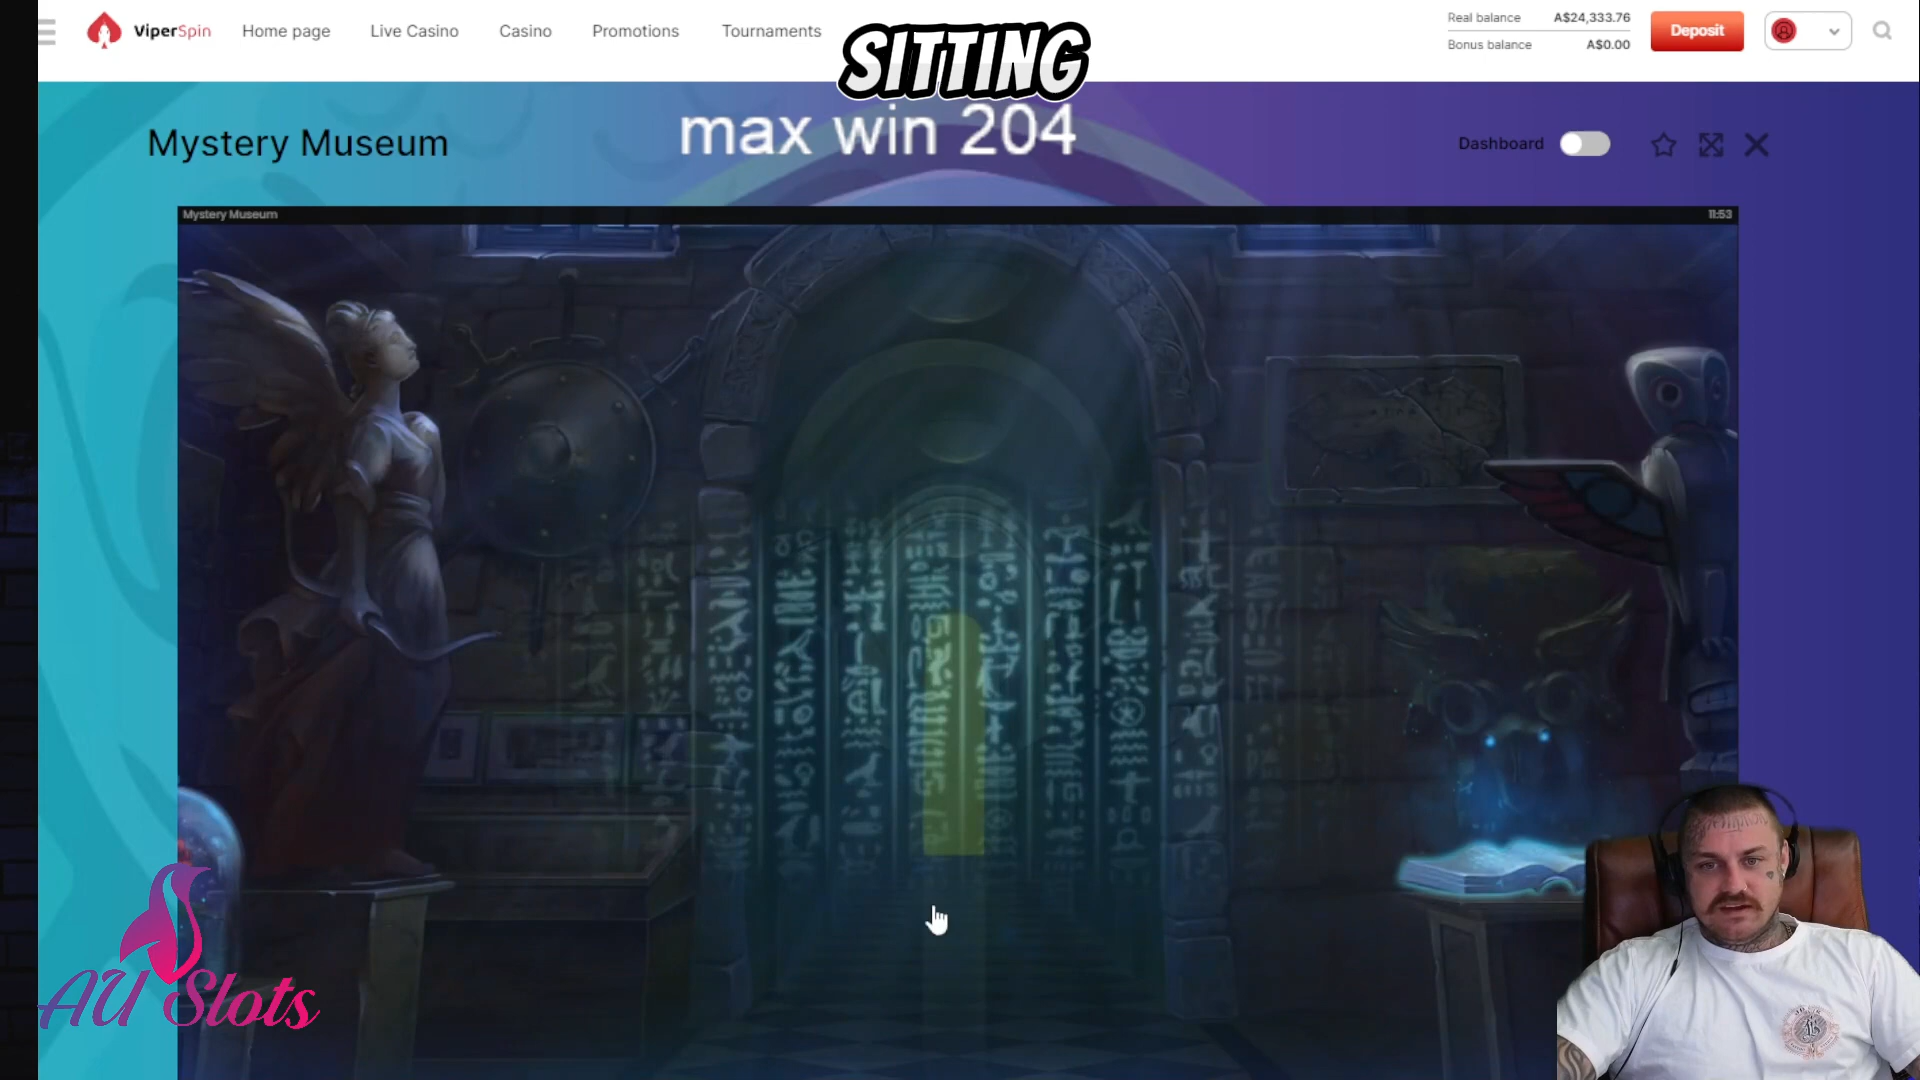 ViperSpin
Home page
Live Casino
Casino
Promotions
Tournaments
SITTING
Real balance A$24,333.76
Bonus balance A$0.00
Deposit
Mystery Museum
max win 204
Dashboard
Mystery Museum
11:53
AU Slots